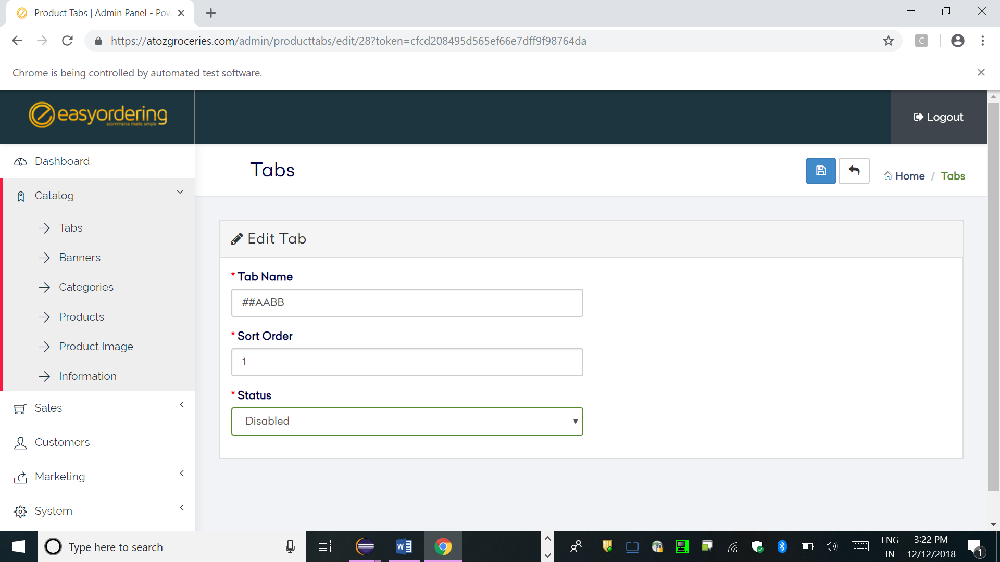 Product Tabs | Admin Panel - Pow
https://atozgroceries.com/admin/producttabs/edit/28?token=cfcd208495d565ef66e7dff9f98764da
C
Chrome is being controlled by automated test software.
easyordering
ecommerce made simple
Logout
Dashboard
Tabs
Home / Tabs
Catalog
Tabs
Banners
Categories
Products
Product Image
Information
Sales
Customers
Marketing
System
Edit Tab
* Tab Name
##AABB
* Sort Order
1
* Status
Disabled
Type here to search
W
ENG
IN
3:22 PM
12/12/2018
1